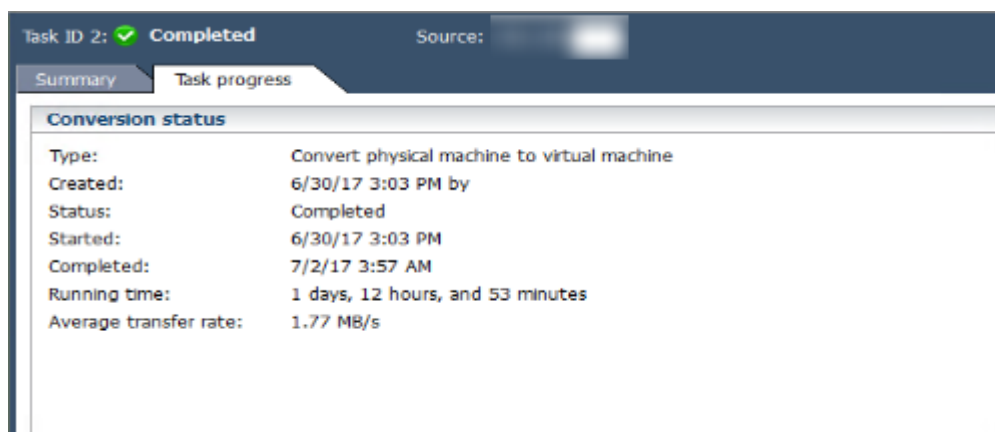 Task ID 2: Completed Source:
Summary Task progress
Conversion status
Type: Convert physical machine to virtual machine
Created: 6/30/17 3:03 PM by
Status: Completed
Started: 6/30/17 3:03 PM
Completed: 7/2/17 3:57 AM
Running time: 1 days, 12 hours, and 53 minutes
Average transfer rate: 1.77 MB/s